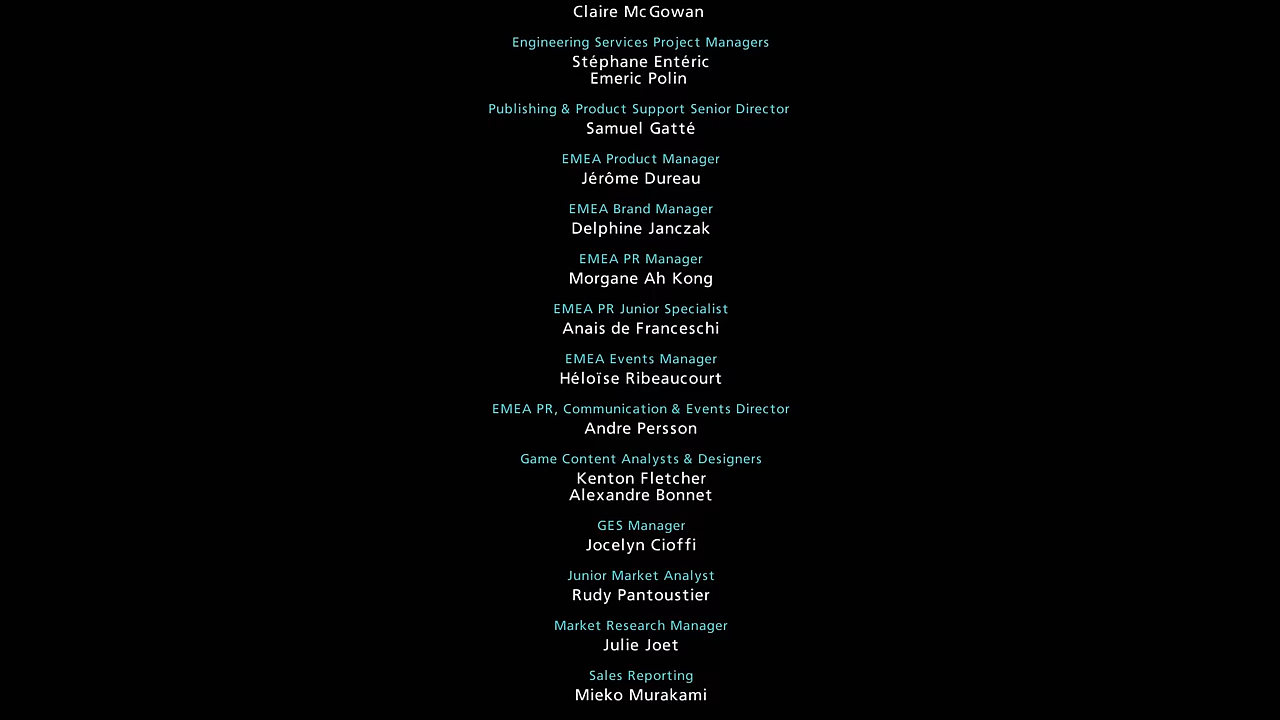 Claire McGowan
Engineering Services Project Managers
Stéphane Entéric
Emeric Polin
Publishing & Product Support Senior Director
Samuel Gatté
EMEA Product Manager
Jérôme Dureau
EMEA Brand Manager
Delphine Janczak
EMEA PR Manager
Morgane Ah Kong
EMEA PR Junior Specialist
Anais de Franceschi
EMEA Events Manager
Héloïse Ribeaucourt
EMEA PR, Communication & Events Director
Andre Persson
Game Content Analysts & Designers
Kenton Fletcher
Alexandre Bonnet
GES Manager
Jocelyn Cioffi
Junior Market Analyst
Rudy Pantoustier
Market Research Manager
Julie Joet
Sales Reporting
Mieko Murakami